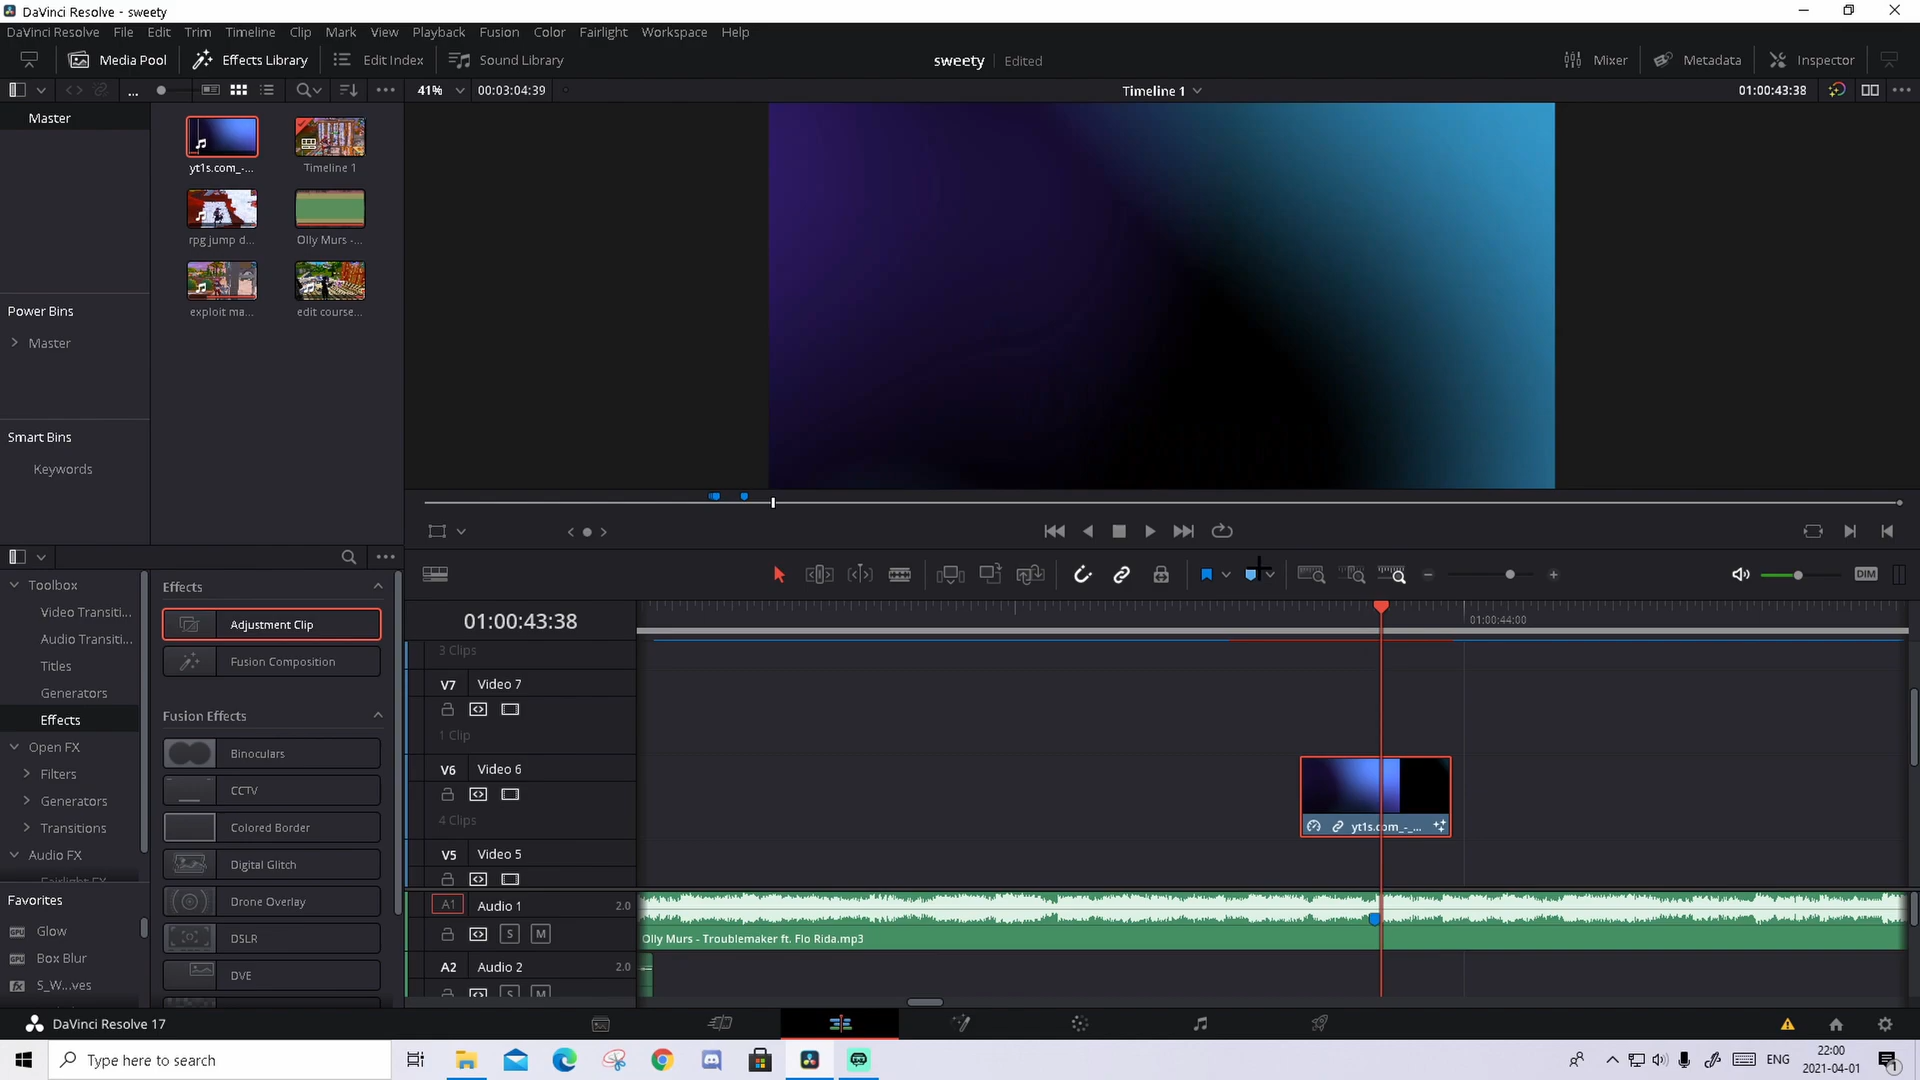 DaVinci Resolve - sweety
DaVinci Resolve File Edit Trim Timeline Clip Mark View Playback Fusion Color Fairlight Workspace Help
Media Pool Effects Library Edit Index Sound Library sweety Edited Mixer Metadata Inspector
... 41% 00:03:04:39 Timeline 1 01:00:43:38
Master
yt1s.com_-... Timeline 1
rpg jump d... Olly Murs -...
exploit ma... edit course...
Power Bins
Master
Smart Bins
Keywords
Toolbox
Video Transiti...
Audio Transiti...
Titles
Generators
Effects
Open FX
Filters
Generators
Transitions
Audio FX
Favorites
Glow
Box Blur
S_W...ves
Effects
Adjustment Clip
Fusion Composition
Fusion Effects
Binoculars
CCTV
Colored Border
Digital Glitch
Drone Overlay
DSLR
DVE
DIM
01:00:43:38
01:00:44:00
3 Clips
V7 Video 7
1 Clip
V6 Video 6
4 Clips
yt1s.com_-_...
V5 Video 5
A1 Audio 1 2.0
S M
Olly Murs - Troublemaker ft. Flo Rida.mp3
A2 Audio 2 2.0
S M
DaVinci Resolve 17
Type here to search
ENG
22:00
2021-04-01
1